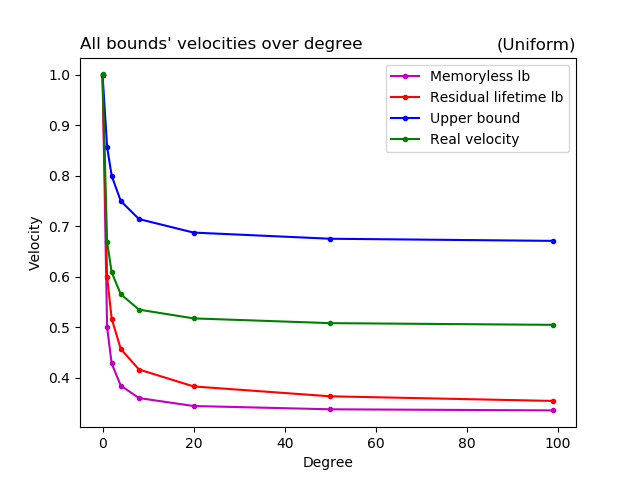 All bounds' velocities over degree (Uniform)
Memoryless lb
Residual lifetime lb
Upper bound
Real velocity
1.0
0.9
0.8
0.7
0.6
0.5
0.4
Velocity
0 20 40 60 80 100
Degree